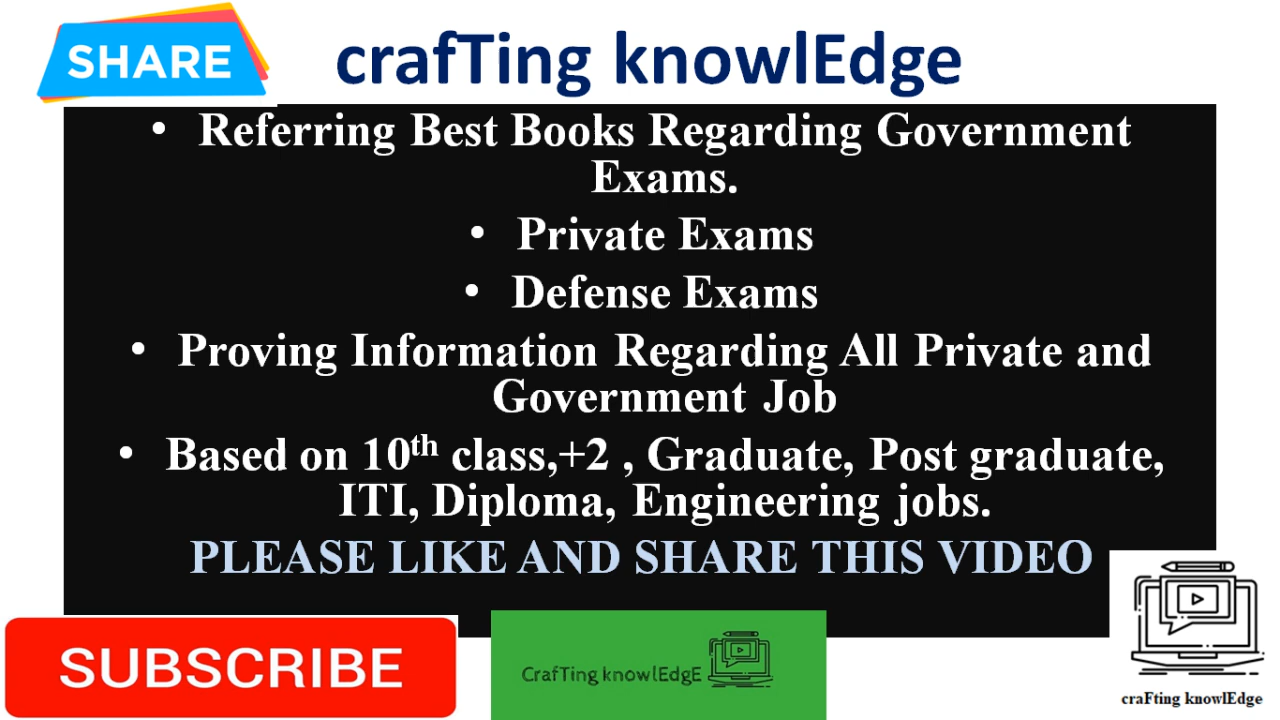 SHARE
crafTing knowlEdge
• Referring Best Books Regarding Government
Exams.
• Private Exams
• Defense Exams
• Proving Information Regarding All Private and
Government Job
• Based on 10th class,+2 , Graduate, Post graduate,
ITI, Diploma, Engineering jobs.
PLEASE LIKE AND SHARE THIS VIDEO
SUBSCRIBE
CrafTing knowlEdgE
craFting knowlEdge